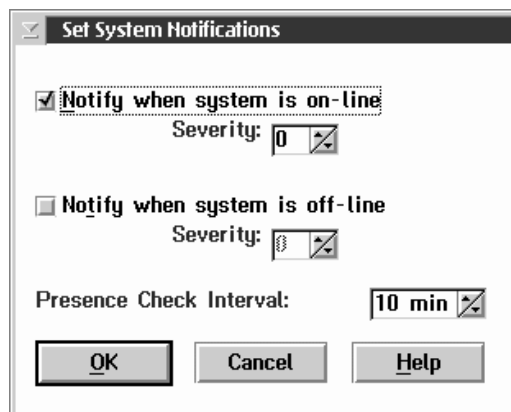 Set System Notifications
Notify when system is on-line
Severity: 0
Notify when system is off-line
Severity: 0
Presence Check Interval: 10 min
OK Cancel Help